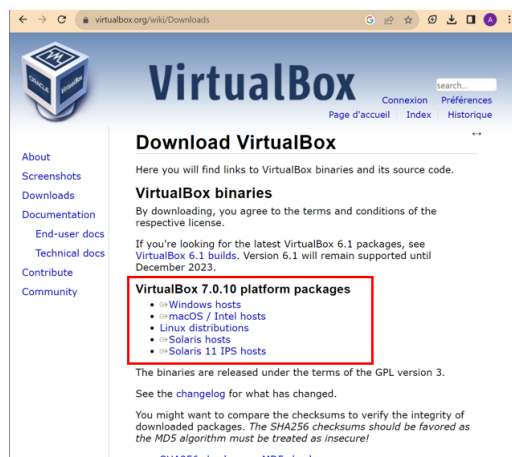 virtualbox.org/wiki/Downloads
ORACLE
VirtualBox
VirtualBox
search...
Connexion Préférences
Page d'accueil Index Historique
About
Screenshots
Downloads
Documentation
End-user docs
Technical docs
Contribute
Community
Download VirtualBox
Here you will find links to VirtualBox binaries and its source code.
VirtualBox binaries
By downloading, you agree to the terms and conditions of the
respective license.
If you're looking for the latest VirtualBox 6.1 packages, see
VirtualBox 6.1 builds. Version 6.1 will remain supported until
December 2023.
VirtualBox 7.0.10 platform packages
• Windows hosts
• macOS / Intel hosts
• Linux distributions
• Solaris hosts
• Solaris 11 IPS hosts
The binaries are released under the terms of the GPL version 3.
See the changelog for what has changed.
You might want to compare the checksums to verify the integrity of
downloaded packages. The SHA256 checksums should be favored as
the MD5 algorithm must be treated as insecure!